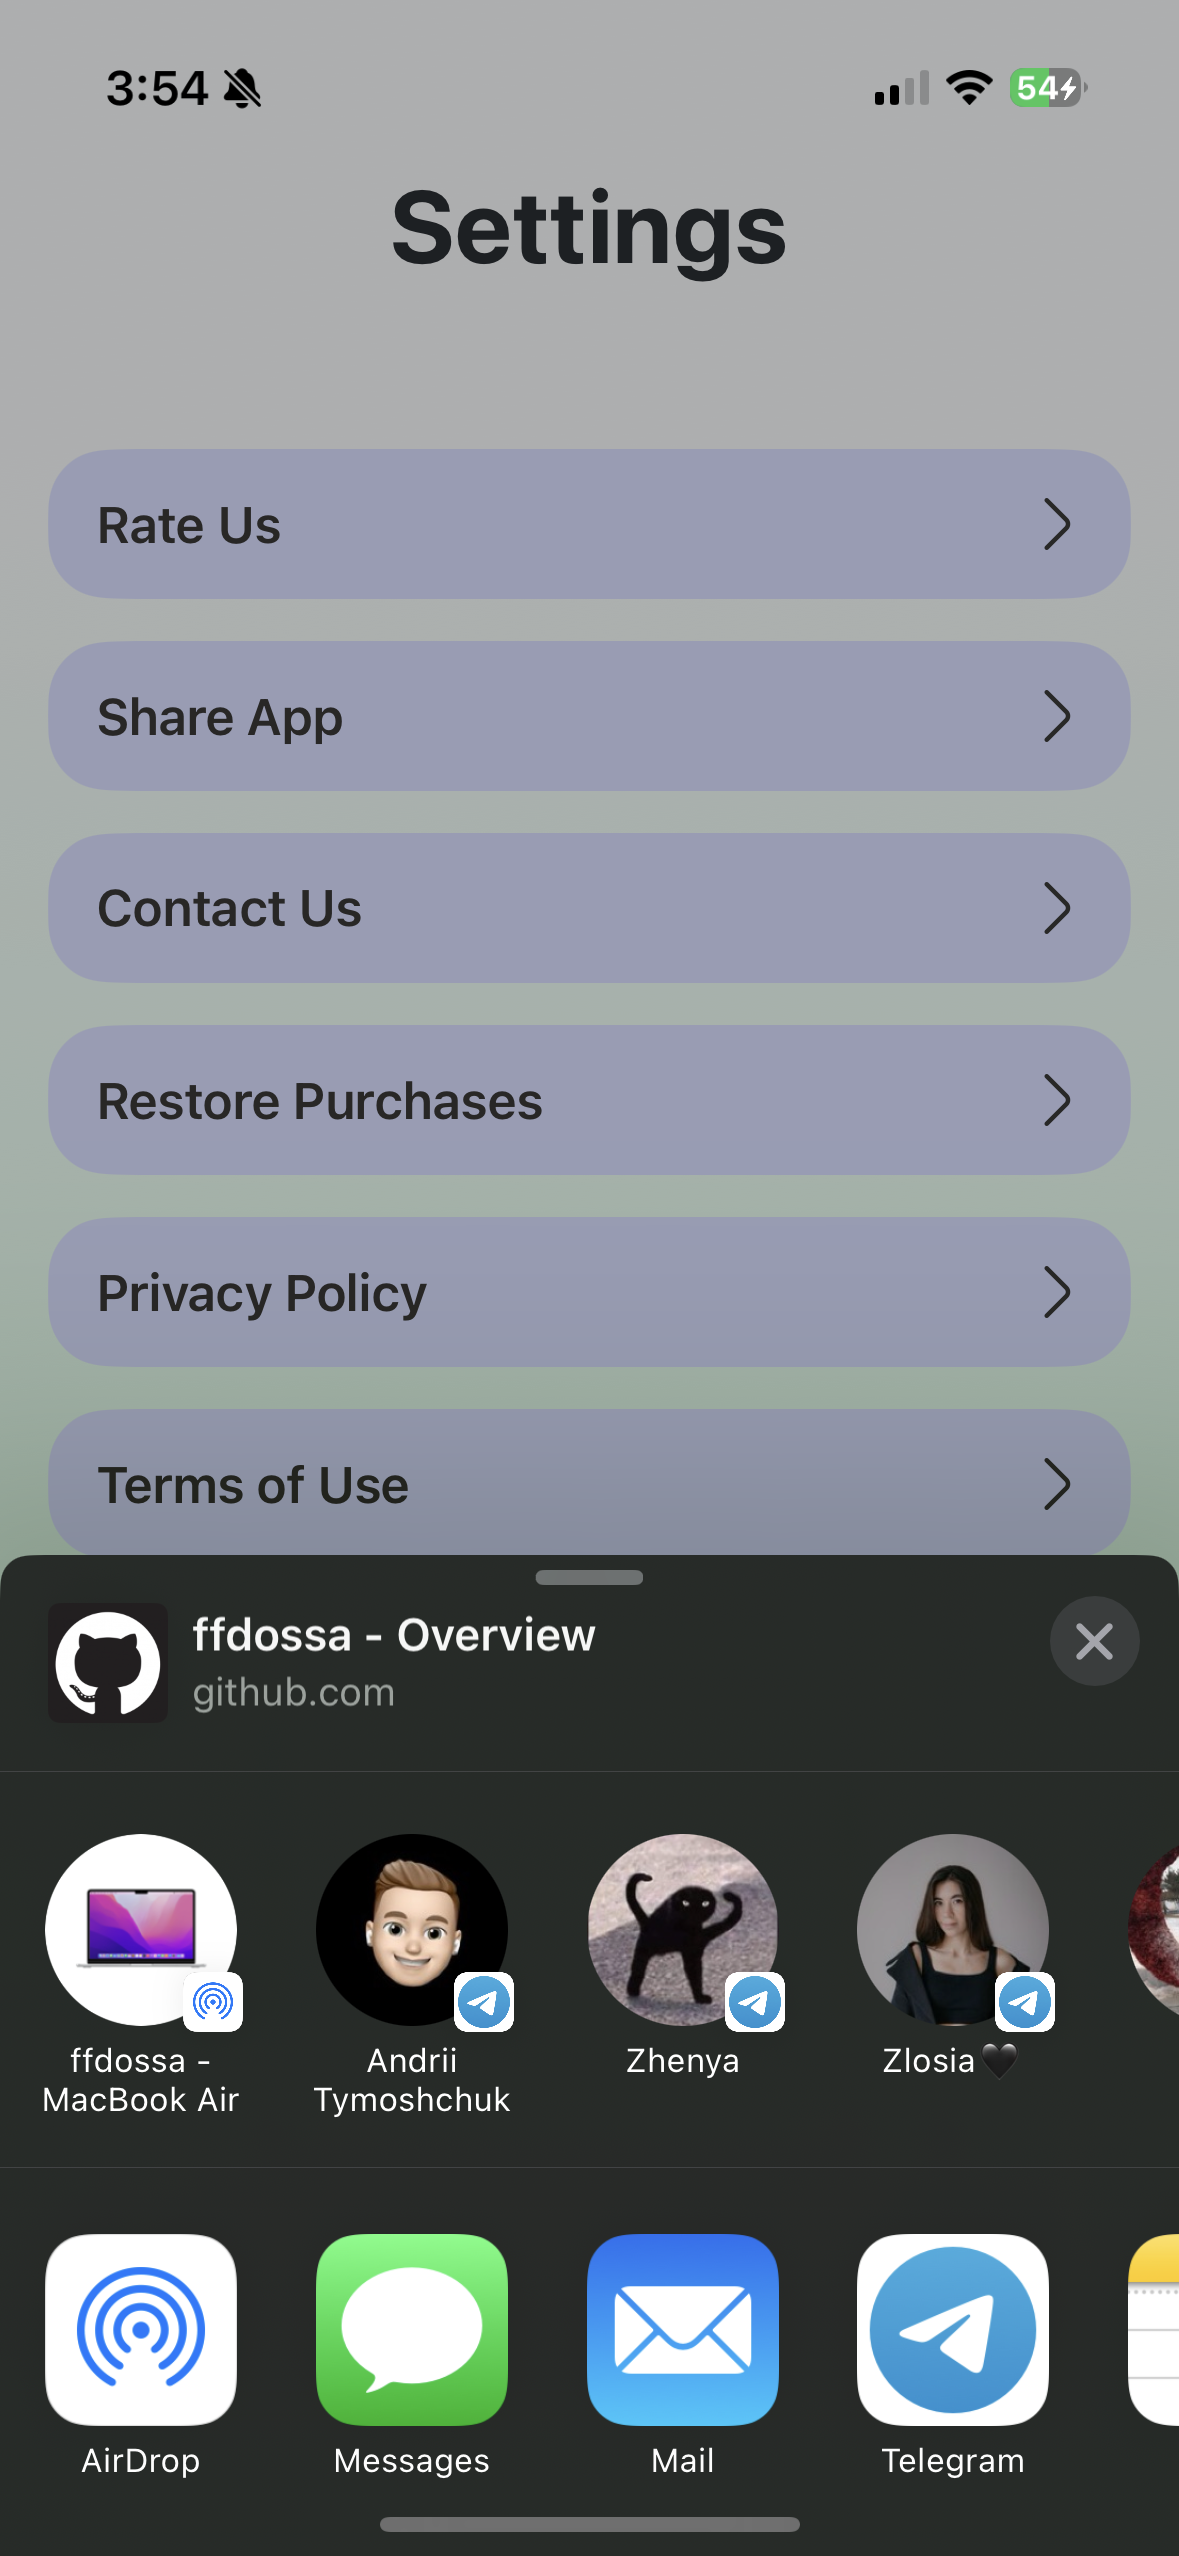 3:54
54
Settings
Rate Us
Share App
Contact Us
Restore Purchases
Privacy Policy
Terms of Use
ffdossa - Overview
github.com
ffdossa -
MacBook Air
Andrii
Tymoshchuk
Zhenya
Zlosia🖤
AirDrop
Messages
Mail
Telegram